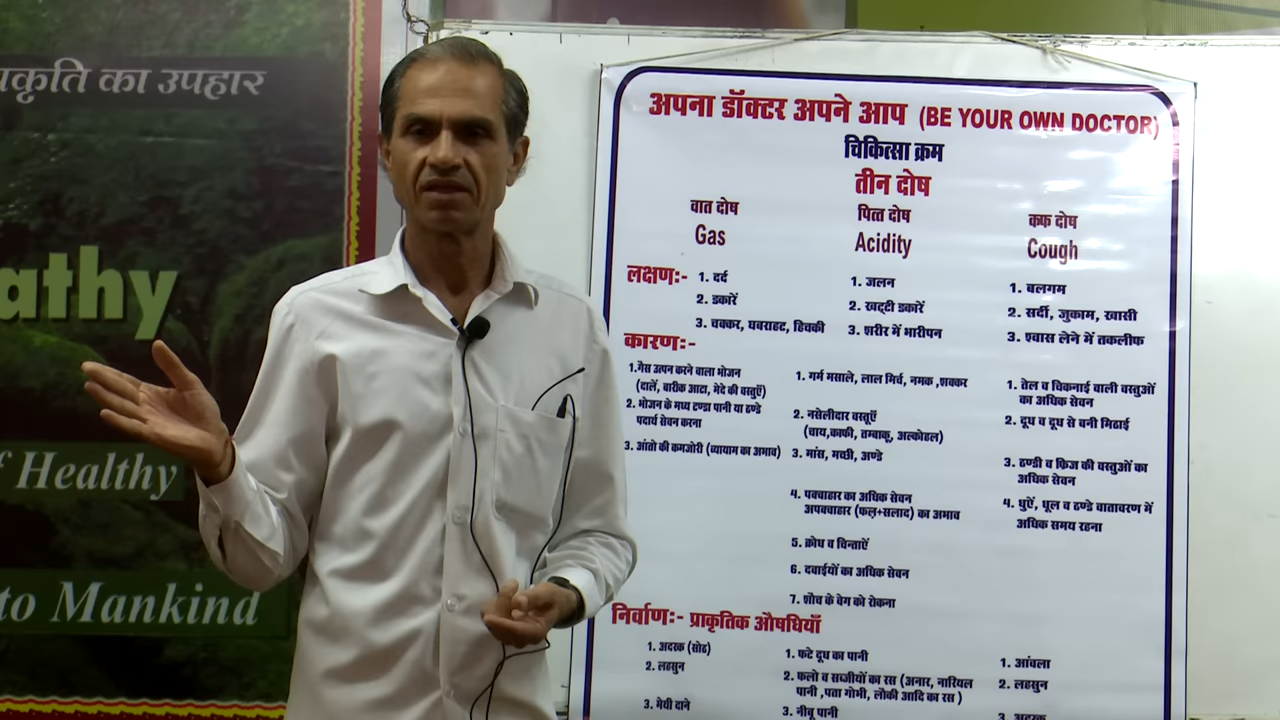 प्रकृति का उपहार
athy
f Healthy
to Mankind
अपना डॉक्टर अपने आप (BE YOUR OWN DOCTOR)
चिकित्सा क्रम
तीन दोष
वात दोष पित्त दोष कफ दोष
Gas Acidity Cough
लक्षणः- 1. दर्द 1. जलन 1. बलगम
2. डकारें 2. खट्टी डकारें 2. सर्दी, जुकाम, खासी
3. चक्कर, घबराहट, हिचकी 3. शरीर में भारीपन 3. श्वास लेने में तकलीफ
कारणः-
1.गैस उत्पन करने वाला भोजन 1. गर्म मसाले, लाल मिर्च, नमक ,शक्कर 1. तेल व चिकनाई वाली वस्तुओं
(दालें, बारीक आटा, मेदे की वस्तुऍं) का अधिक सेवन
2. भोजन के मध्य ठण्डा पानी या ठण्डे 2. नसेलीदार वस्तुऍं 2. दूध व दूध से बनी मिठाई
पदार्थ सेवन करना (चाय,काफी, तम्बाकू, अल्कोहल)
3. आंतो की कमजोरी (व्यायाम का अभाव) 3. मांस, मच्छी, अण्डे 3. ठण्डी व फ्रिज की वस्तुओं का
अधिक सेवन
4. पक्वाहार का अधिक सेवन 4. धुऍं, धूल व ठण्डे वातावरण में
अपक्वाहार (फल+सलाद) का अभाव अधिक समय रहना
5. क्रोध व चिन्ताऍं
6. दवाईयों का अधिक सेवन
7. शौच के वेग को रोकना
निर्वाणः- प्राकृतिक औषधियॉं
1. अदरक (सोठ) 1. फटे दूध का पानी 1. आंवला
2. लहसुन 2. फलो व सब्जीयों का रस (अनार, नारियल 2. लहसुन
पानी ,पता गोभी, लौकी आदि का रस )
3. मेथी दाने 3. नीबू पानी 3. अदरक